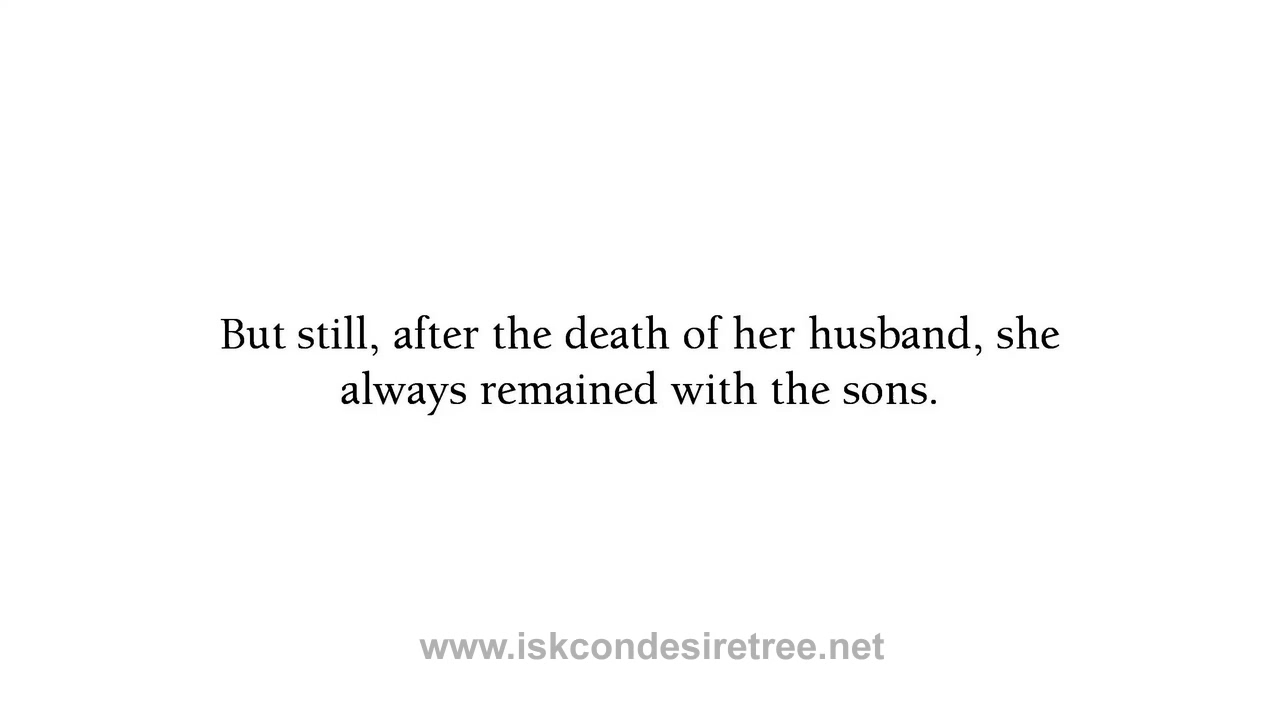 But still, after the death of her husband, she
always remained with the sons.
www.iskcondesiretree.net